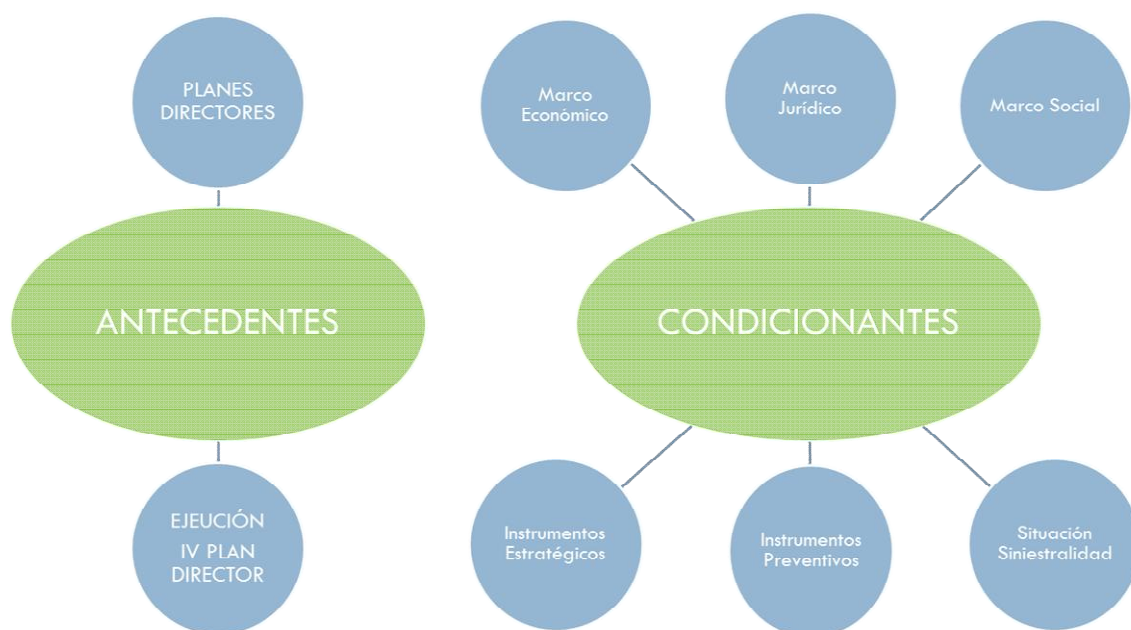 PLANES
DIRECTORES
ANTECEDENTES
EJEUCIÓN
IV PLAN
DIRECTOR
Marco
Económico
Marco
Jurídico
Marco Social
CONDICIONANTES
Instrumentos
Estratégicos
Instrumentos
Preventivos
Situación
Siniestralidad